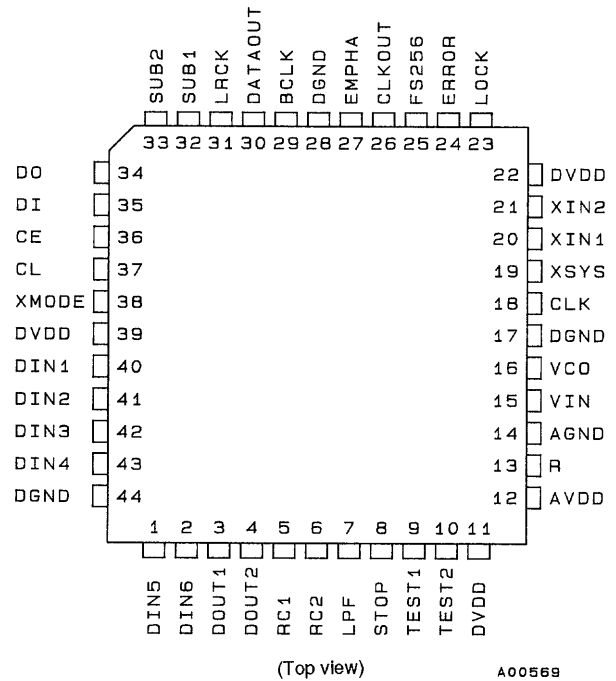 SUB2 SUB1 LRCK DATAOUT BCLK DGND EMPHA CLKOUT FS256 ERROR LOCK
33 32 31 30 29 28 27 26 25 24 23
DO 34 22 DVDD
DI 35 21 XIN2
CE 36 20 XIN1
CL 37 19 XSYS
XMODE 38 18 CLK
DVDD 39 17 DGND
DIN1 40 16 VCO
DIN2 41 15 VIN
DIN3 42 14 AGND
DIN4 43 13 R
DGND 44 12 AVDD
1 2 3 4 5 6 7 8 9 10 11
DIN5 DIN6 DOUT1 DOUT2 RC1 RC2 LPF STOP TEST1 TEST2 DVDD
(Top view) A00569